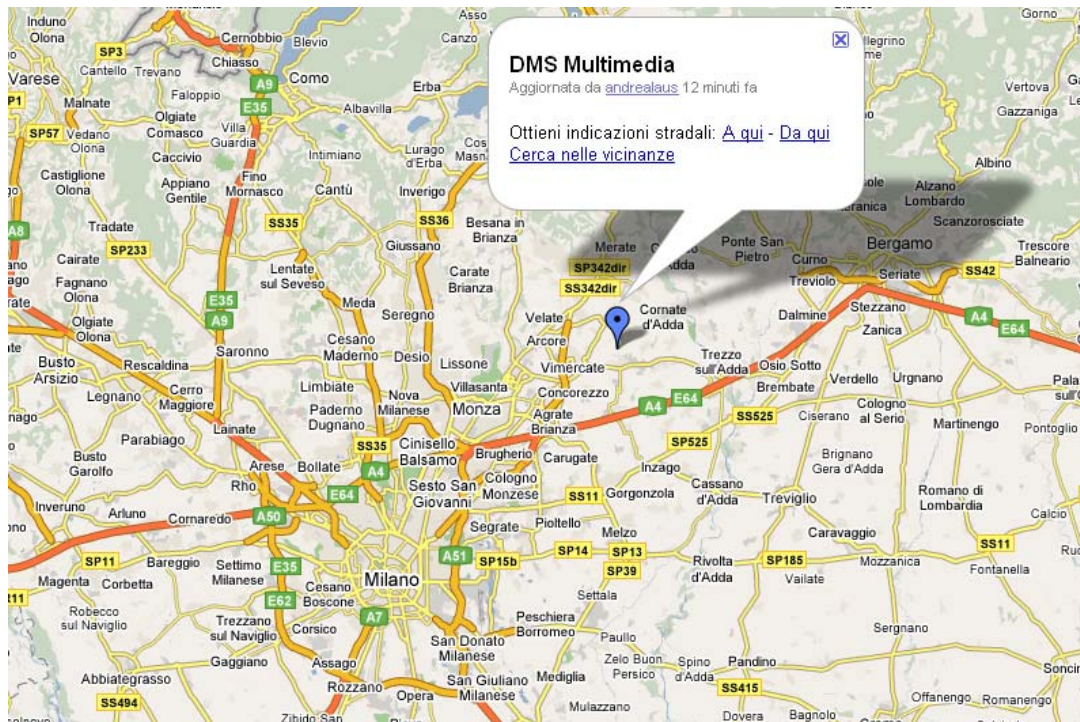 DMS Multimedia
Aggiornata da andrealaus 12 minuti fa
Ottieni indicazioni stradali: A qui - Da qui
Cerca nelle vicinanze
Induno
Olona
SP3
Cernobbio
Blevio
Chiasso
Asso
Canzo
Gorno
Varese
Cantello
Trevano
A9
Como
Faloppio
E35
Erba
Albavilla
Vertova
Gazzaniga
Malnate
Olgiate
Comasco
Villa
Guardia
SP57
Vedano
Olona
Caccivio
Intimiano
Lurago
d'Erba
Albino
Castiglione
Olona
Appiano
Gentile
Fino
Mornasco
Cantù
Inverigo
Alzano
Lombardo
Tradate
SS35
SS36
Besana in
Brianza
Scanzorosciate
A8
SP233
Giussano
Merate
Ponte San
Pietro
Curno
Bergamo
Trescore
Balneario
Cairate
Fagnano
Olona
Lentate
sul Seveso
Carate
Brianza
SP342dir
SS342dir
Treviolo
Seriate
SS42
E35
A9
Meda
Seregno
Velate
Cornate
d'Adda
Dalmine
Stezzano
Zanica
A4
E64
Olgiate
Olona
Saronno
Cesano
Maderno
Desio
Lissone
Arcore
Vimercate
Trezzo
sull'Adda
Osio Sotto
Busto
Arsizio
Rescaldina
Legnano
Cerro
Maggiore
Limbiate
Nova
Milanese
Villasanta
Monza
Concorezzo
A4
E64
Brembate
Verdello
Urgnano
Paderno
Dugnano
Agrate
Brianza
SS525
Ciserano
Cologno
al Serio
Martinengo
Pontoglio
Lainate
Parabiago
SS35
Cinisello
Balsamo
Brugherio
Carugate
SP525
Busto
Garolfo
Arese
Bollate
A4
Inzago
Brignano
Gera d'Adda
Rho
E64
Sesto San
Giovanni
Cologno
Monzese
SS11
Gorgonzola
Cassano
d'Adda
Treviglio
Romano di
Lombardia
Inveruno
Arluno
Cornaredo
A50
Segrate
Pioltello
Melzo
Caravaggio
Calcio
SP11
Bareggio
Settimo
Milanese
E35
A51
SP15b
SP14
SP13
SP39
Rivolta
d'Adda
SP185
Mozzanica
SS11
Fontanella
Vailate
Magenta
Corbetta
Cesano
Boscone
Milano
E62
A7
Settala
Robecco
sul Naviglio
Trezzano
sul Naviglio
Corsico
Peschiera
Borromeo
Sergnano
San Donato
Milanese
Paullo
Gaggiano
Assago
Zelo Buon
Persico
Spino
d'Adda
Pandino
Abbiategrasso
Rozzano
Opera
San Giuliano
Milanese
Mediglia
SS415
SS494
Mulazzano
Offanengo
Romanengo
Dovera
Bagnolo